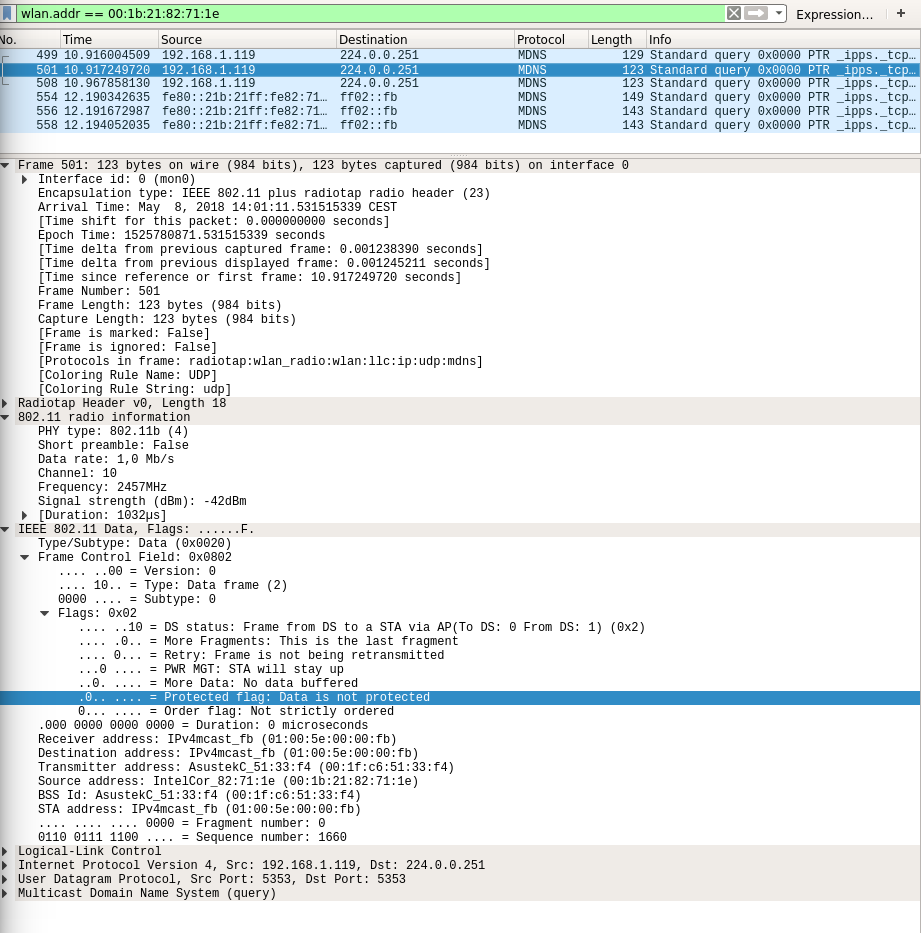 wlan.addr == 00:1b:21:82:71:1e Expression… +
No. Time Source Destination Protocol Length Info
499 10.916004509 192.168.1.119 224.0.0.251 MDNS 129 Standard query 0x0000 PTR _ipps._tcp…
501 10.917249720 192.168.1.119 224.0.0.251 MDNS 123 Standard query 0x0000 PTR _ipps._tcp…
508 10.967858130 192.168.1.119 224.0.0.251 MDNS 123 Standard query 0x0000 PTR _ipps._tcp…
554 12.190342635 fe80::21b:21ff:fe82:71… ff02::fb MDNS 149 Standard query 0x0000 PTR _ipps._tcp…
556 12.191672987 fe80::21b:21ff:fe82:71… ff02::fb MDNS 143 Standard query 0x0000 PTR _ipps._tcp…
558 12.194052035 fe80::21b:21ff:fe82:71… ff02::fb MDNS 143 Standard query 0x0000 PTR _ipps._tcp…
Frame 501: 123 bytes on wire (984 bits), 123 bytes captured (984 bits) on interface 0
Interface id: 0 (mon0)
Encapsulation type: IEEE 802.11 plus radiotap radio header (23)
Arrival Time: May  8, 2018 14:01:11.531515339 CEST
[Time shift for this packet: 0.000000000 seconds]
Epoch Time: 1525780871.531515339 seconds
[Time delta from previous captured frame: 0.001238390 seconds]
[Time delta from previous displayed frame: 0.001245211 seconds]
[Time since reference or first frame: 10.917249720 seconds]
Frame Number: 501
Frame Length: 123 bytes (984 bits)
Capture Length: 123 bytes (984 bits)
[Frame is marked: False]
[Frame is ignored: False]
[Protocols in frame: radiotap:wlan_radio:wlan:llc:ip:udp:mdns]
[Coloring Rule Name: UDP]
[Coloring Rule String: udp]
Radiotap Header v0, Length 18
802.11 radio information
PHY type: 802.11b (4)
Short preamble: False
Data rate: 1,0 Mb/s
Channel: 10
Frequency: 2457MHz
Signal strength (dBm): -42dBm
[Duration: 1032µs]
IEEE 802.11 Data, Flags: ......F.
Type/Subtype: Data (0x0020)
Frame Control Field: 0x0802
.... ..00 = Version: 0
.... 10.. = Type: Data frame (2)
0000 .... = Subtype: 0
Flags: 0x02
.... ..10 = DS status: Frame from DS to a STA via AP(To DS: 0 From DS: 1) (0x2)
.... .0.. = More Fragments: This is the last fragment
.... 0... = Retry: Frame is not being retransmitted
...0 .... = PWR MGT: STA will stay up
..0. .... = More Data: No data buffered
.0.. .... = Protected flag: Data is not protected
0... .... = Order flag: Not strictly ordered
.000 0000 0000 0000 = Duration: 0 microseconds
Receiver address: IPv4mcast_fb (01:00:5e:00:00:fb)
Destination address: IPv4mcast_fb (01:00:5e:00:00:fb)
Transmitter address: AsustekC_51:33:f4 (00:1f:c6:51:33:f4)
Source address: IntelCor_82:71:1e (00:1b:21:82:71:1e)
BSS Id: AsustekC_51:33:f4 (00:1f:c6:51:33:f4)
STA address: IPv4mcast_fb (01:00:5e:00:00:fb)
.... .... .... 0000 = Fragment number: 0
0110 0111 1100 .... = Sequence number: 1660
Logical-Link Control
Internet Protocol Version 4, Src: 192.168.1.119, Dst: 224.0.0.251
User Datagram Protocol, Src Port: 5353, Dst Port: 5353
Multicast Domain Name System (query)